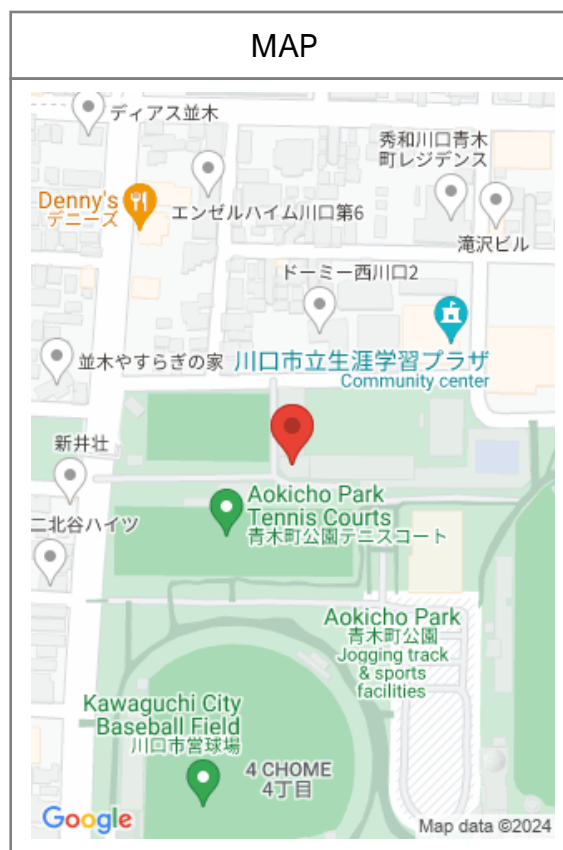 MAP
ディアス並木
秀和川口青木
町レジデンス
Denny's
デニーズ
エンゼルハイム川口第6
滝沢ビル
ドーミー西川口2
並木やすらぎの家
川口市立生涯学習プラザ
Community center
新井壮
Aokicho Park
Tennis Courts
青木町公園テニスコート
二北谷ハイツ
Aokicho Park
青木町公園
Jogging track
& sports
facilities
Kawaguchi City
Baseball Field
川口市営球場
4 CHOME
4丁目
Google
Map data ©2024